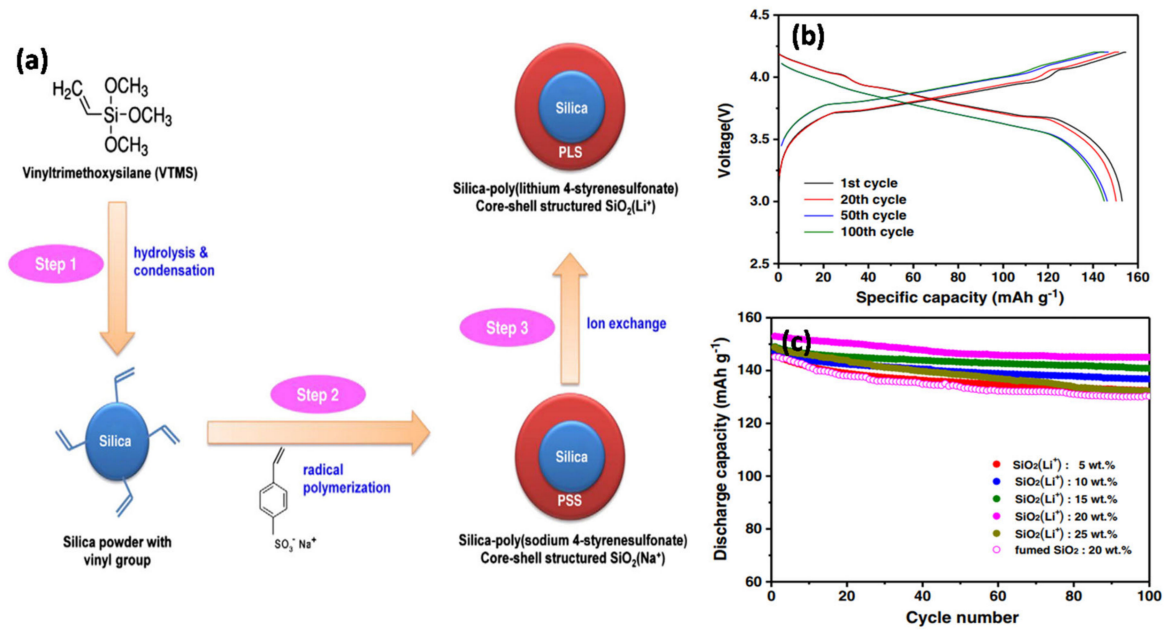 (a)
H₂C
OCH₃
Si-OCH₃
OCH₃
Vinyltrimethoxysilane (VTMS)
Step 1
hydrolysis &
condensation
Silica
Silica powder with
vinyl group
Step 2
radical
polymerization
SO₃⁻ Na⁺
Silica
PSS
Silica-poly(sodium 4-styrenesulfonate)
Core-shell structured SiO₂(Na⁺)
Step 3
Ion exchange
Silica
PLS
Silica-poly(lithium 4-styrenesulfonate)
Core-shell structured SiO₂(Li⁺)
(b)
Voltage(V)
4.5
4.0
3.5
3.0
2.5
1st cycle
20th cycle
50th cycle
100th cycle
0 20 40 60 80 100 120 140 160
Specific capacity (mAh g⁻¹)
(c)
Discharge capacity (mAh g⁻¹)
160
140
120
100
80
60
SiO₂(Li⁺) : 5 wt.%
SiO₂(Li⁺) : 10 wt.%
SiO₂(Li⁺) : 15 wt.%
SiO₂(Li⁺) : 20 wt.%
SiO₂(Li⁺) : 25 wt.%
fumed SiO₂ : 20 wt.%
0 20 40 60 80 100
Cycle number